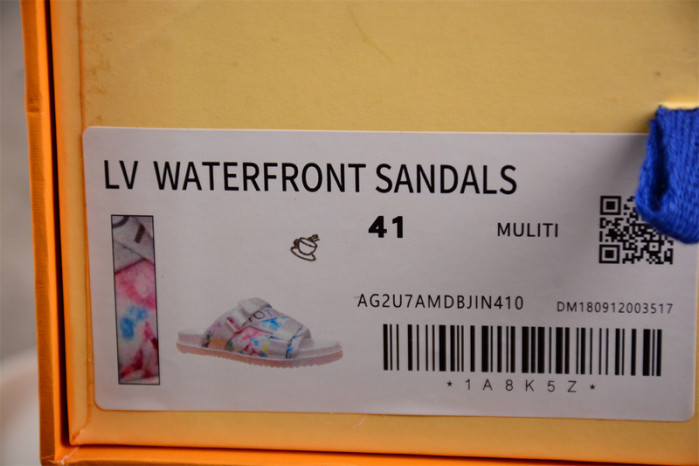 LV WATERFRONT SANDALS
41
MULITI
AG2U7AMDBJIN410
DM180912003517
*1A8K5Z*